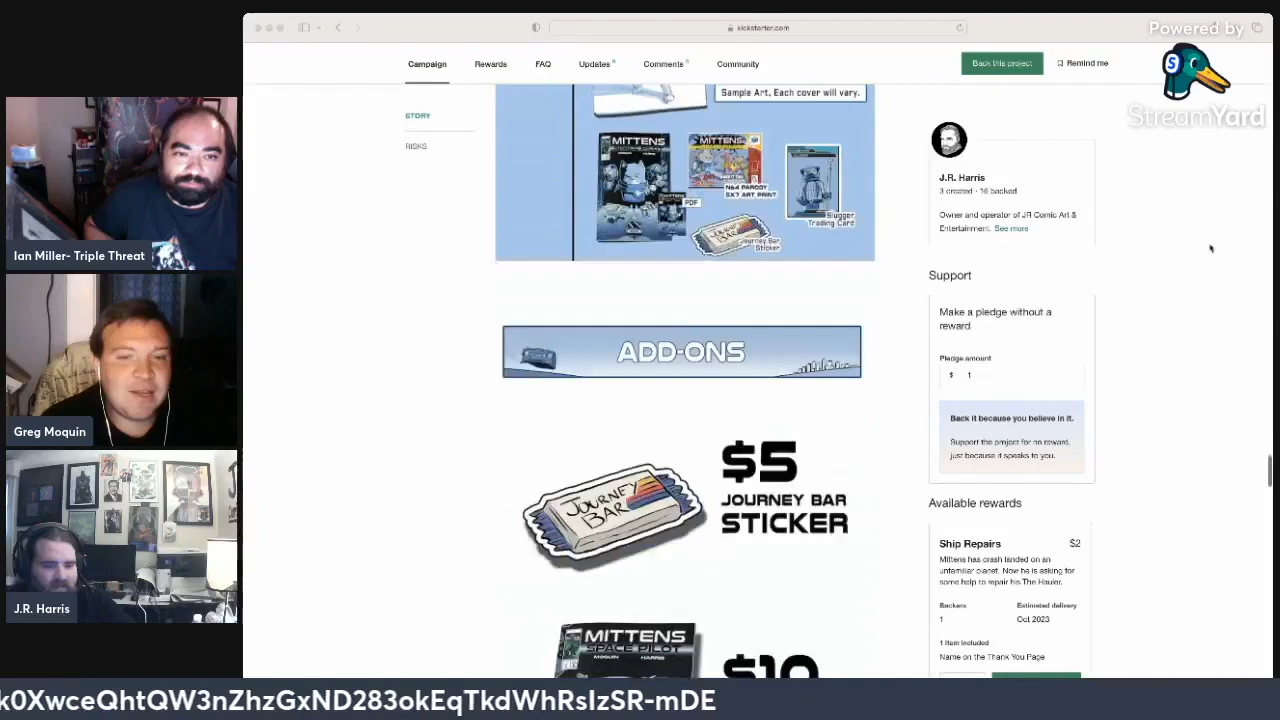 kickstarter.com
Powered by
StreamYard
Campaign
Rewards
FAQ
Updates
Comments
Community
Back this project
Remind me
STORY
RISKS
Sample Art, Each cover will vary.
MITTENS
MITTENS
N64 PARODY
5X7 ART PRINT
PDF
Slugger
Trading Card
JOURNEY
BAR
Journey Bar
Sticker
J.R. Harris
3 created · 16 backed
Owner and operator of JR Comic Art &
Entertainment. See more
Support
Make a pledge without a
reward
Pledge amount
$ 1
Back it because you believe in it.
Support the project for no reward,
just because it speaks to you.
ADD-ONS
$5
JOURNEY BAR
STICKER
JOURNEY
BAR
MITTENS
SPACE PILOT
MOQUIN HARRIS
$10
Available rewards
Ship Repairs $2
Mittens has crash landed on an
unfamiliar planet. Now he is asking for
some help to repair his The Hauler.
Backers
1
Estimated delivery
Oct 2023
1 item included
Name on the Thank You Page
Ian Miller- Triple Threat
Greg Moquin
J.R. Harris
k0XwceQhtQW3nZhzGxND283okEqTkdWhRsIzSR-mDE